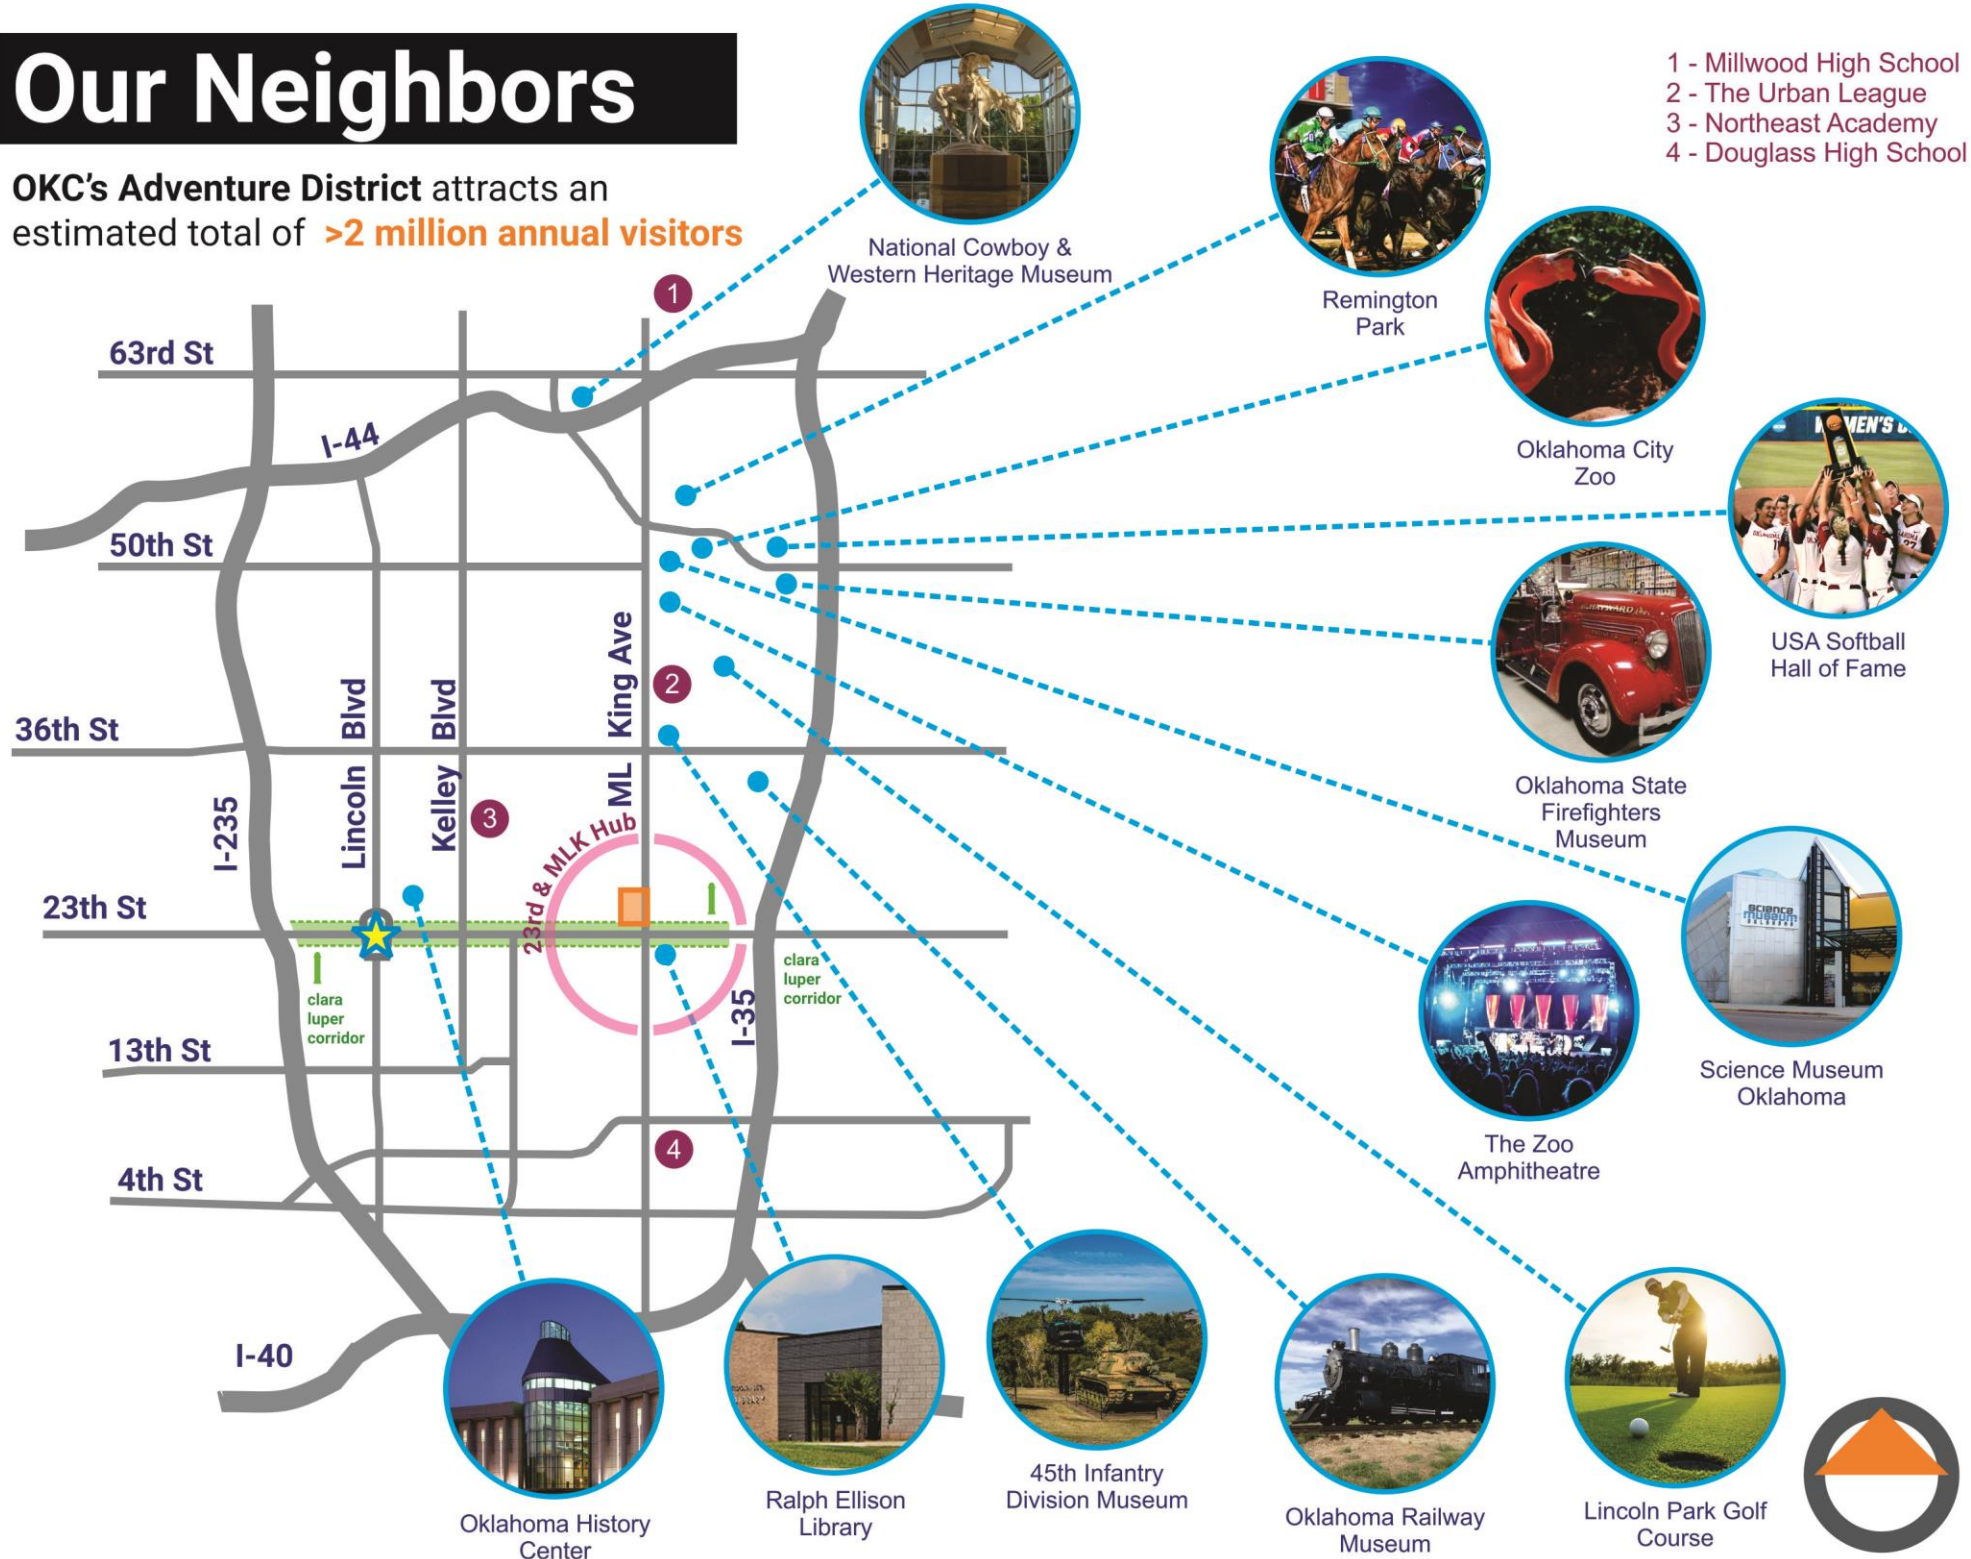 Our Neighbors
OKC's Adventure District attracts an
estimated total of >2 million annual visitors
1 - Millwood High School
2 - The Urban League
3 - Northeast Academy
4 - Douglass High School
National Cowboy &
Western Heritage Museum
Remington
Park
Oklahoma City
Zoo
WOMEN'S
USA Softball
Hall of Fame
Oklahoma State
Firefighters
Museum
science
museum
oklahoma
Science Museum
Oklahoma
The Zoo
Amphitheatre
Lincoln Park Golf
Course
Oklahoma Railway
Museum
45th Infantry
Division Museum
Ralph Ellison
Library
Oklahoma History
Center
1
63rd St
I-44
50th St
ML King Ave
2
Lincoln Blvd
Kelley Blvd
36th St
I-235
3
23rd & MLK Hub
23th St
clara
luper
corridor
clara
luper
corridor
I-35
13th St
4
4th St
I-40